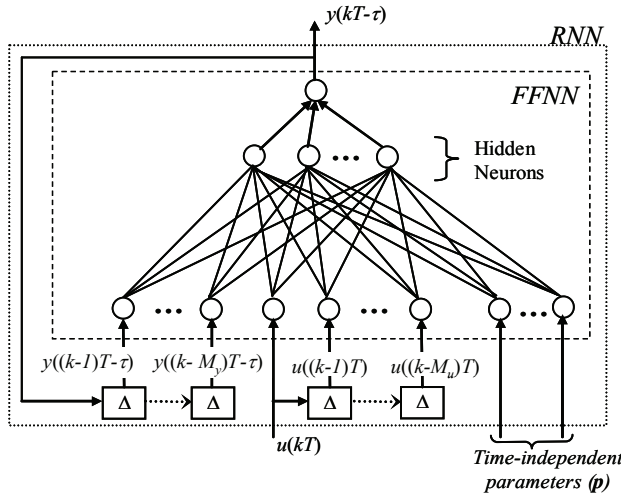 y(kT-τ)
RNN
FFNN
Hidden
Neurons
y((k-1)T-τ)
y((k- M_y)T-τ)
u((k-1)T)
u((k-M_u)T)
Δ
Δ
Δ
Δ
u(kT)
Time-independent
parameters (p)